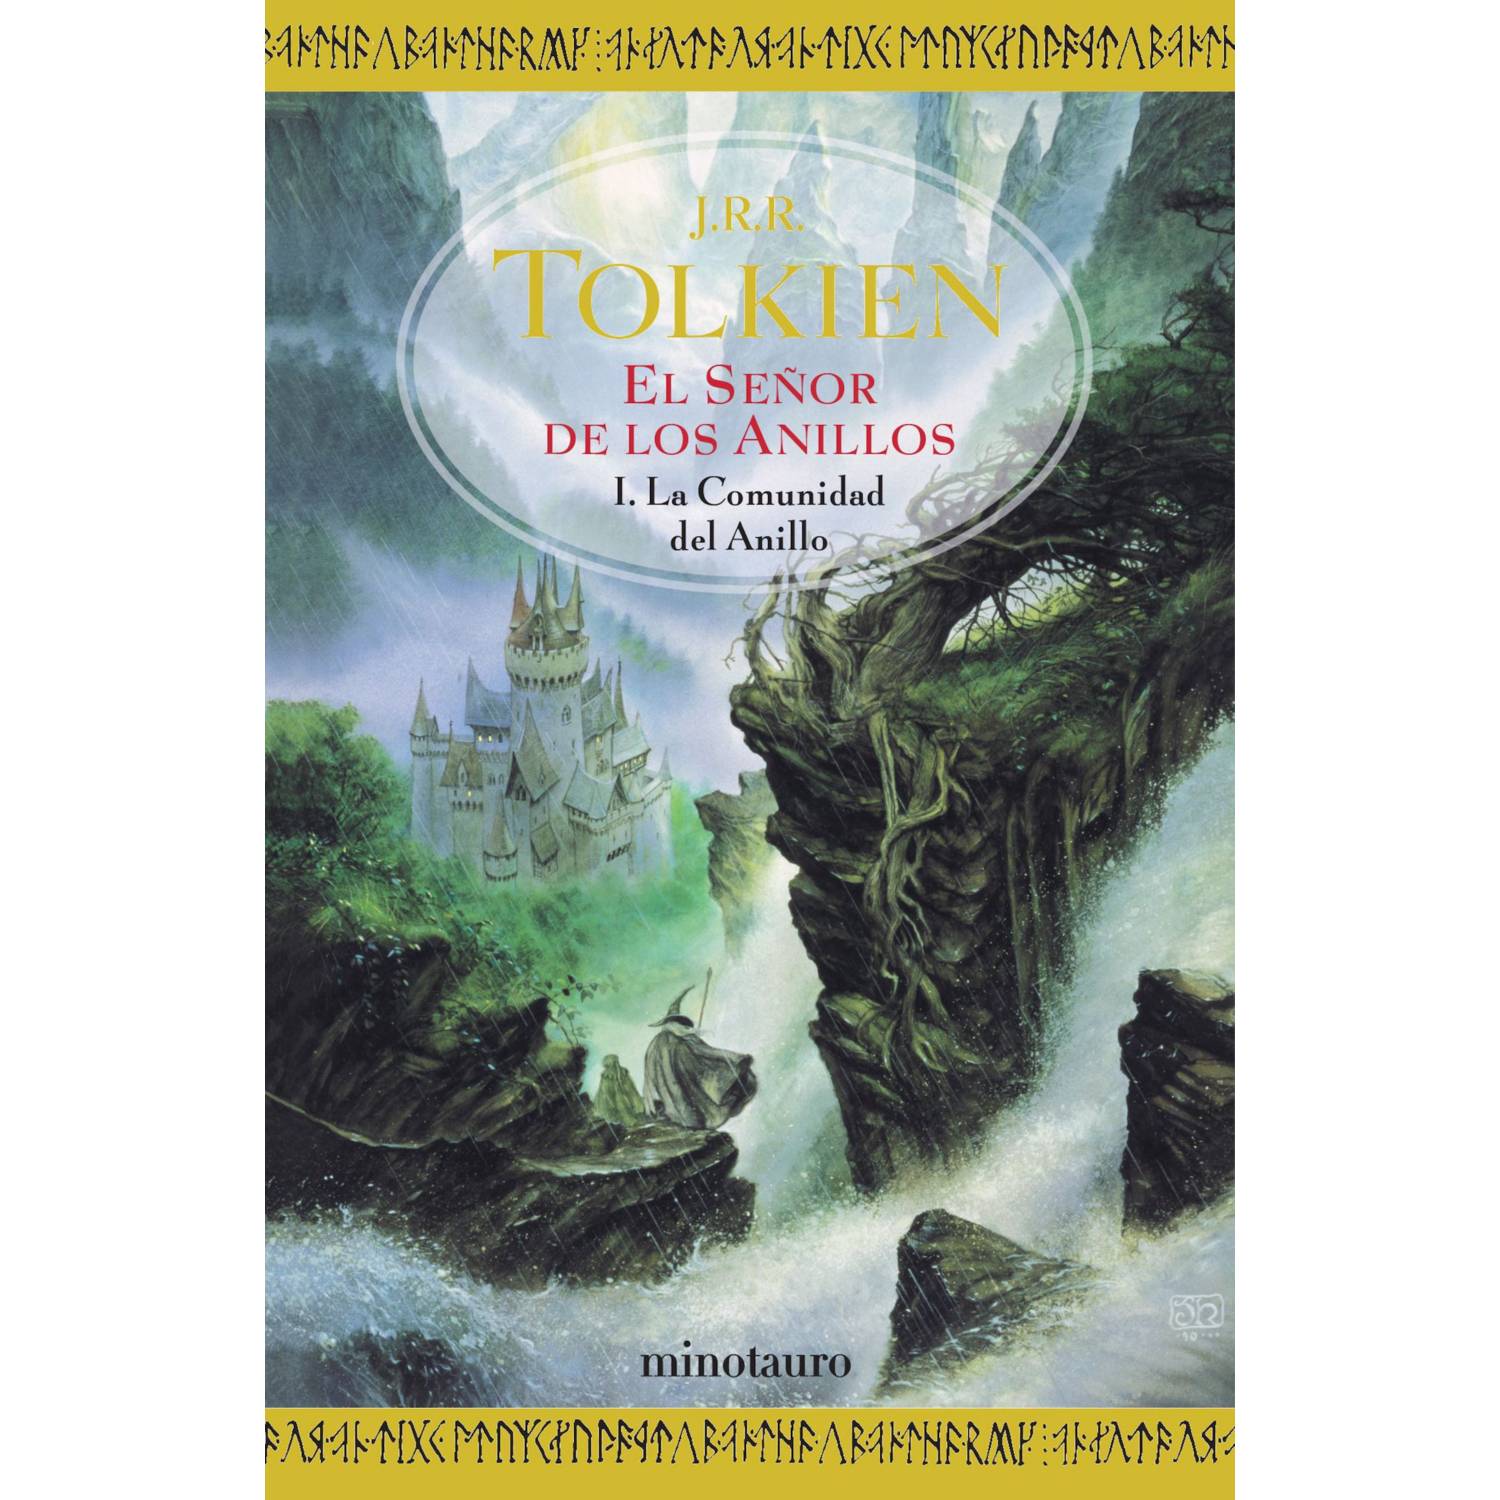 J.R.R.
TOLKIEN
EL SEÑOR
DE LOS ANILLOS
I. La Comunidad
del Anillo
minotauro